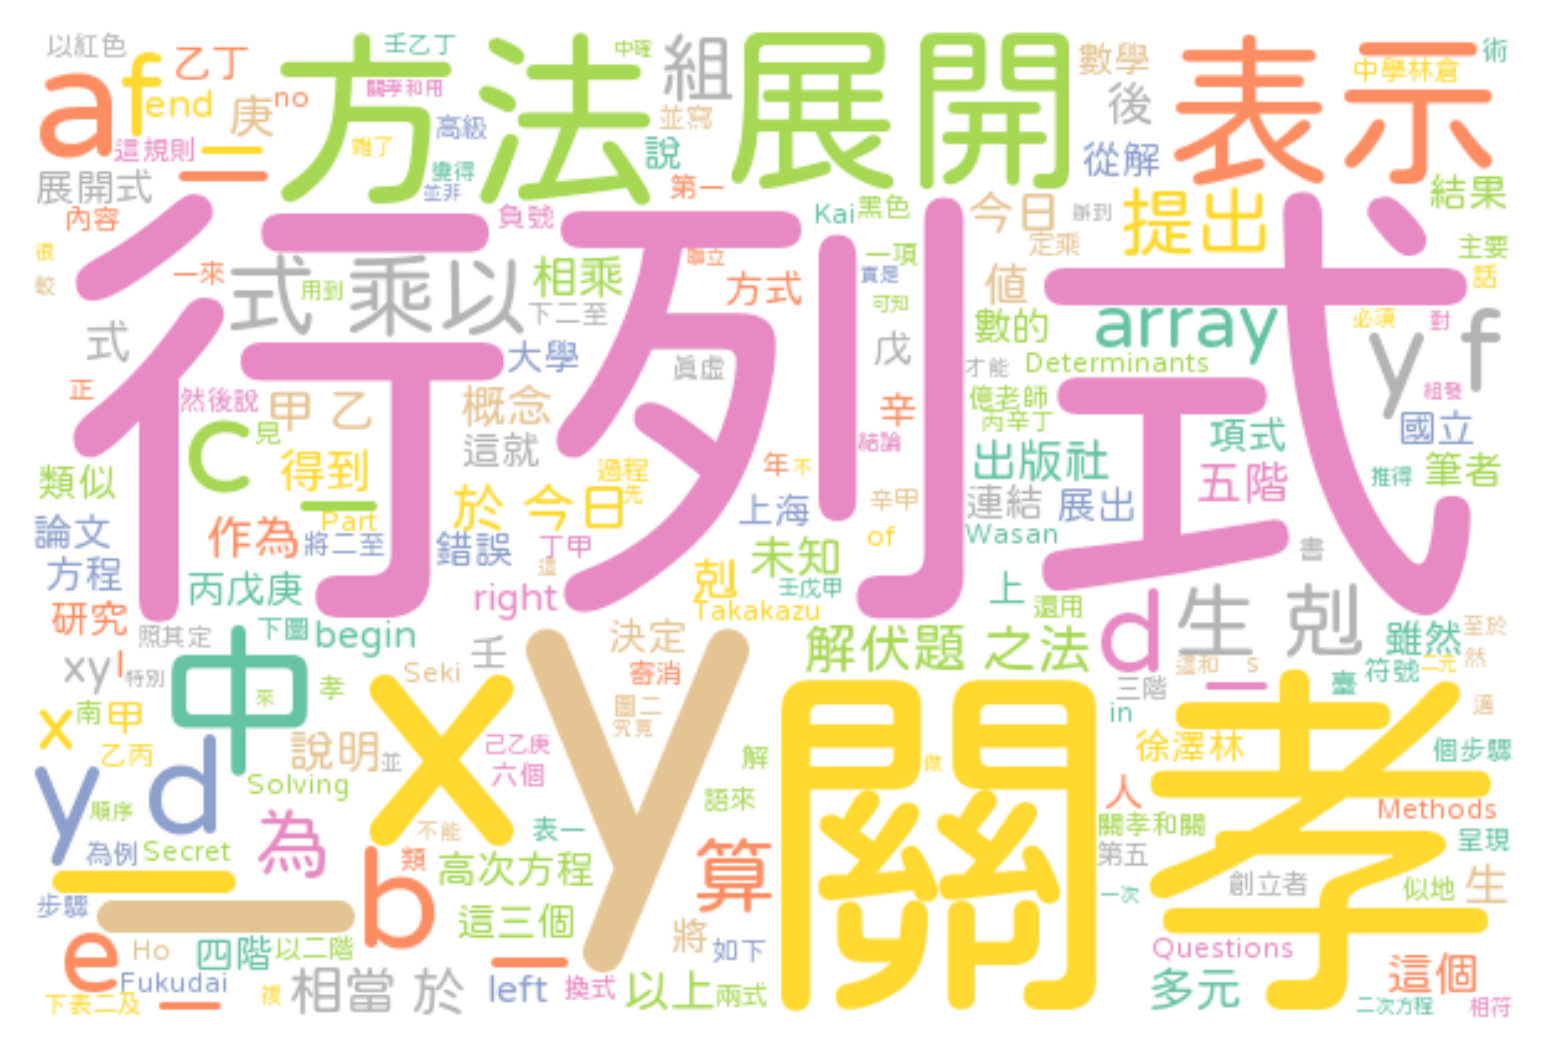 以紅色
乙丁
壬乙丁
方法
展開
表示
組
數學
術
中確
a
f
end
庚
no
關孝和用
高級
並寫
後
中學林倉
這規則
雜了
變得
說
從解
展開式
並非
第一
結果
內容
負號
Kai
黑色
今日
辦到
提出
定乘
主要
行列式
很
較
一來
式
乘以
用到
相乘
下二至
聯立
方式
一項
實是
可知
值
話
數的
array
必須
對
y
f
式
大學
眞虛
戊
才能
Determinants
正
然後說
甲
乙
概念
辛
億老師
丙辛丁
組發
c
見
這就
結論
項式
國立
類似
得到
過程
先
年
不
出版社
五階
推得
筆者
論文
作為
Part
將二至
於
今日
錯誤
丁甲
這
上海
辛甲
of
連結
展出
Wasan
方程
丙戊庚
right
剋
未知
壬戊甲
Takakazu
上
還用
書
研究
照其定
下圖
begin
壬
決定
解伏題
之法
d
生
剋
雖然
至於
xy
l
特別
中
來
孝
Seki
寄消
圖二
究竟
三階
這和
s
臺
符號
二元
然
x
南
甲
乙丙
說明
並
x
y
己乙庚
六個
關
孝
in
徐澤林
適
個步驟
y
順序
d
Solving
解
語來
做
人
Methods
為例
Secret
為
不能
表一
關孝和關
第五
呈現
類
高次方程
算
一次
創立者
似地
生
步驟
b
這三個
將
如下
e
Ho
四階
以二階
Questions
Fukudai
下表二及
複
相當
於
left
換式
以上
兩式
多元
這個
二次方程
相符